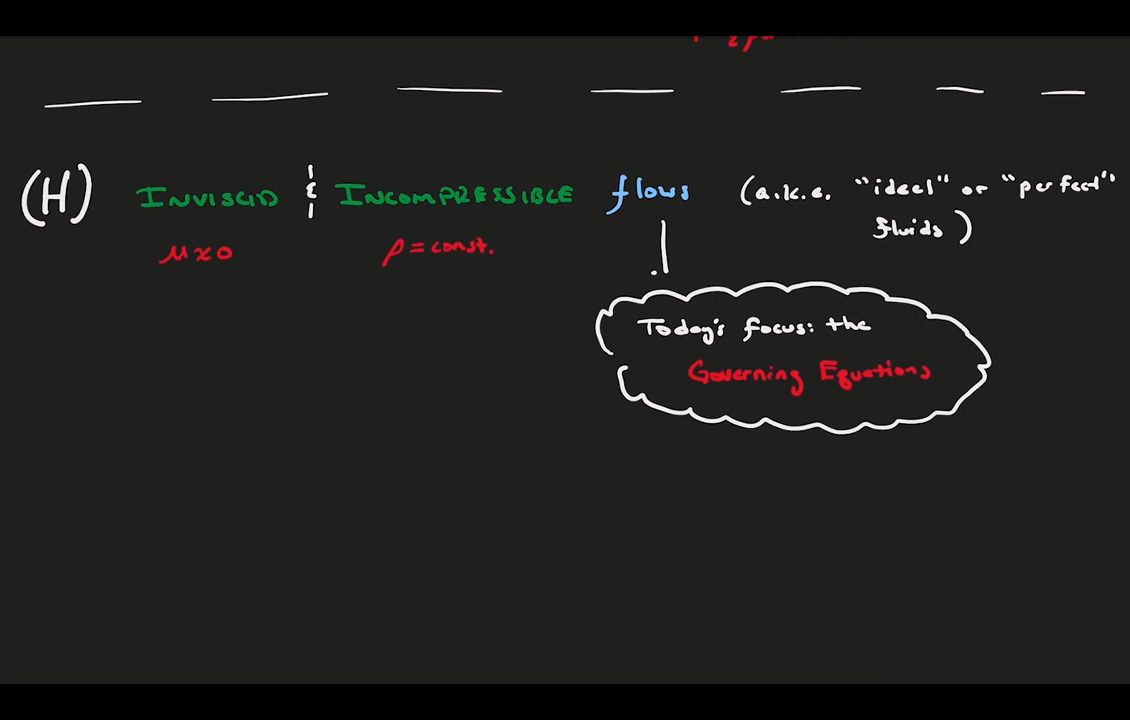 (H) INVISCID & INCOMPRESSIBLE flows (a.k.a. "ideal" or "perfect"
fluids)
μ≈0 ρ = const.
Today's focus: the
Governing Equations